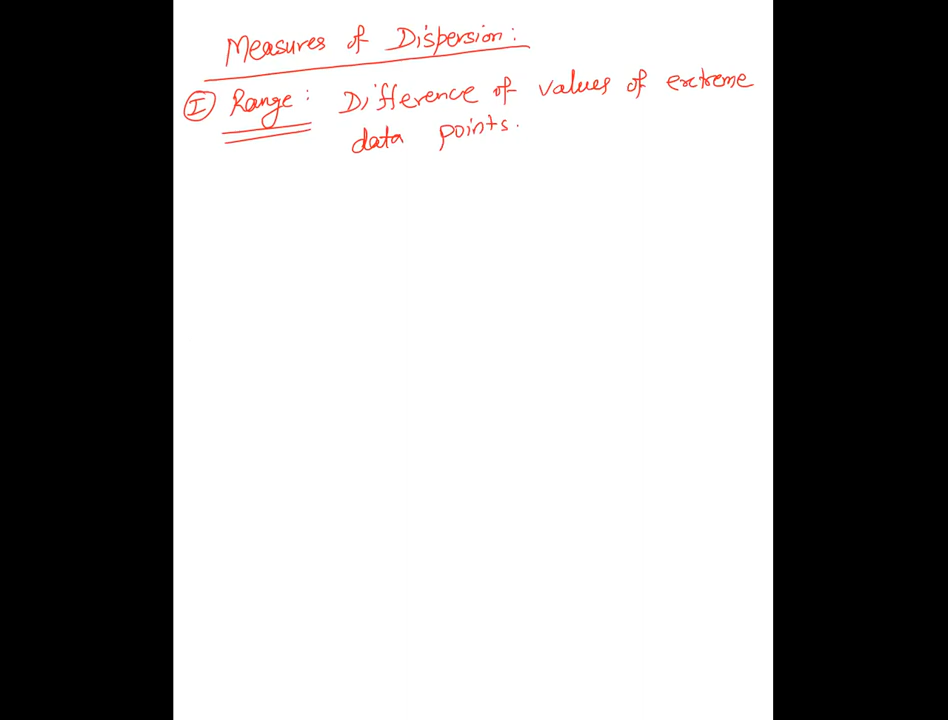 Measures of Dispersion:
I Range: Difference of values of extreme
data points.